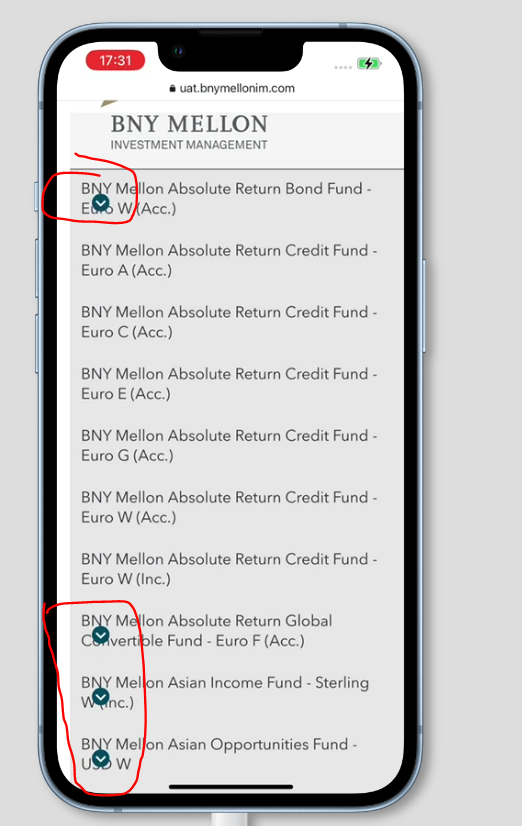 17:31
uat.bnymellonim.com
BNY MELLON
INVESTMENT MANAGEMENT
BNY Mellon Absolute Return Bond Fund -
Euro W (Acc.)
BNY Mellon Absolute Return Credit Fund -
Euro A (Acc.)
BNY Mellon Absolute Return Credit Fund -
Euro C (Acc.)
BNY Mellon Absolute Return Credit Fund -
Euro E (Acc.)
BNY Mellon Absolute Return Credit Fund -
Euro G (Acc.)
BNY Mellon Absolute Return Credit Fund -
Euro W (Acc.)
BNY Mellon Absolute Return Credit Fund -
Euro W (Inc.)
BNY Mellon Absolute Return Global
Convertible Fund - Euro F (Acc.)
BNY Mellon Asian Income Fund - Sterling
W (Inc.)
BNY Mellon Asian Opportunities Fund -
USD W